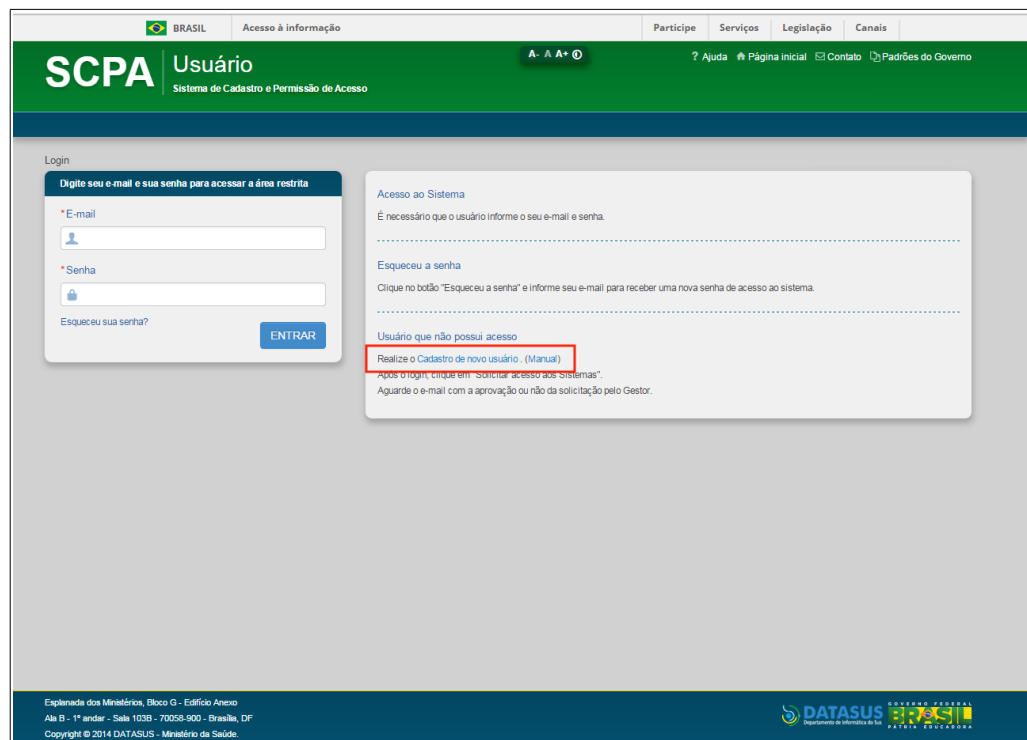 BRASIL Acesso à informação Participe Serviços Legislação Canais
A- A A+
? Ajuda Página inicial Contato Padrões do Governo
SCPA Usuário
Sistema de Cadastro e Permissão de Acesso
Login
Digite seu e-mail e sua senha para acessar a área restrita
*E-mail
*Senha
Esqueceu sua senha?
ENTRAR
Acesso ao Sistema
É necessário que o usuário informe o seu e-mail e senha.
Esqueceu a senha
Clique no botão "Esqueceu a senha" e informe seu e-mail para receber uma nova senha de acesso ao sistema.
Usuário que não possui acesso
Realize o Cadastro de novo usuário . (Manual)
Após o login, clique em "Solicitar acesso aos Sistemas".
Aguarde o e-mail com a aprovação ou não da solicitação pelo Gestor.
Esplanada dos Ministérios, Bloco G - Edifício Anexo
Ala B - 1º andar - Sala 103B - 70058-900 - Brasília, DF
Copyright © 2014 DATASUS - Ministério da Saúde.
DATASUS
Departamento de Informática do Sus
GOVERNO FEDERAL
BRASIL
PÁTRIA EDUCADORA